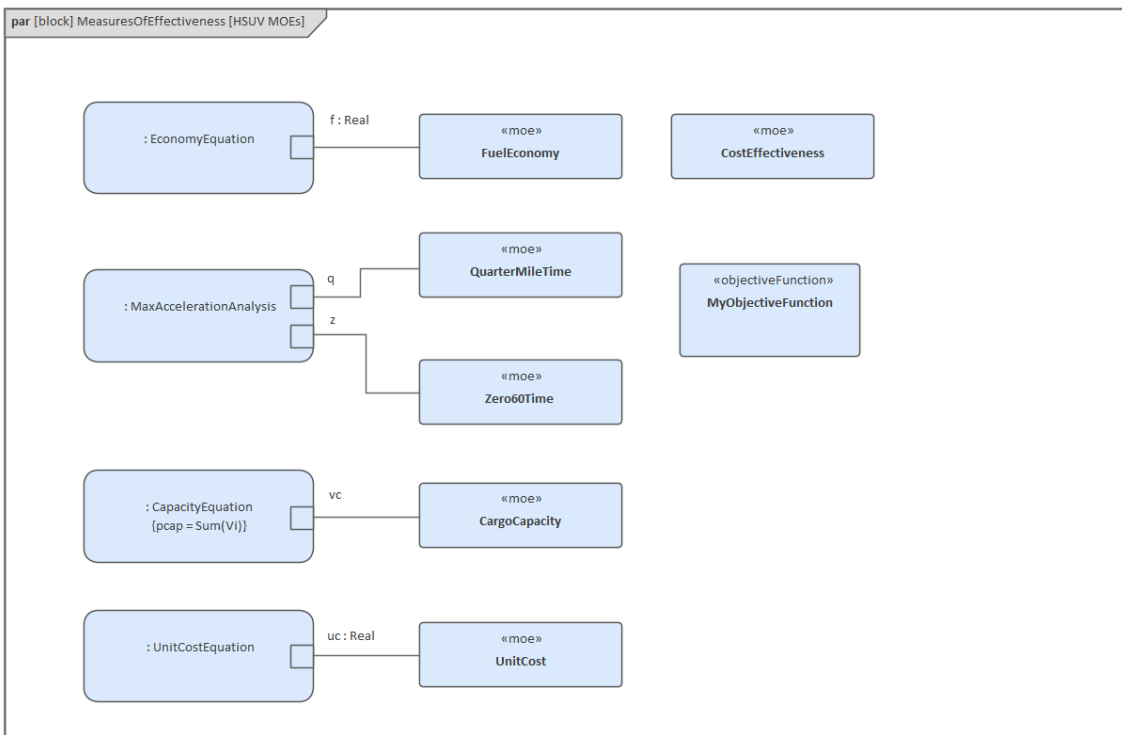 par [block] MeasuresOfEffectiveness [HSUV MOEs]
: EconomyEquation
f : Real
«moe»
FuelEconomy
«moe»
CostEffectiveness
: MaxAccelerationAnalysis
q
z
«moe»
QuarterMileTime
«objectiveFunction»
MyObjectiveFunction
«moe»
Zero60Time
: CapacityEquation
{pcap = Sum(Vi)}
vc
«moe»
CargoCapacity
: UnitCostEquation
uc : Real
«moe»
UnitCost